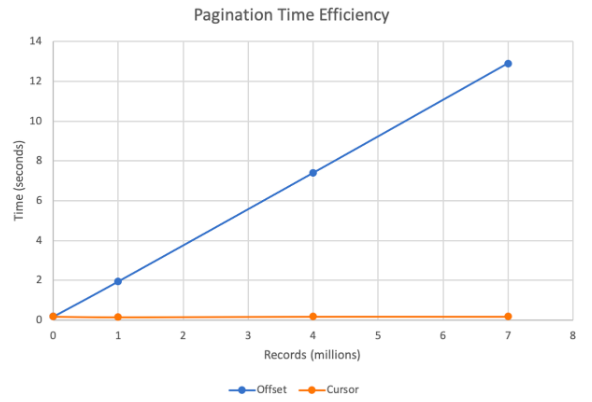 Pagination Time Efficiency
14
12
10
8
6
4
2
0
Time (seconds)
0 1 2 3 4 5 6 7 8
Records (millions)
Offset Cursor